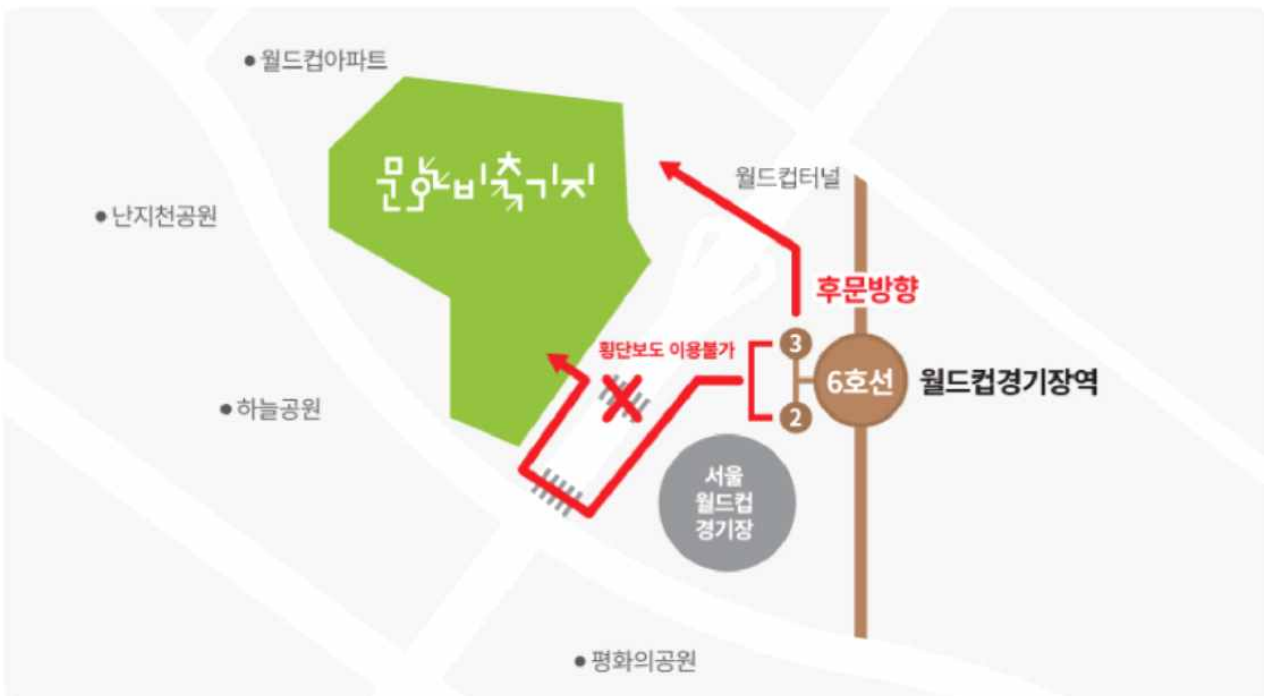 월드컵아파트
문화비축기지
월드컵터널
난지천공원
후문방향
횡단보도 이용불가
3
6호선
월드컵경기장역
2
하늘공원
서울
월드컵
경기장
평화의공원